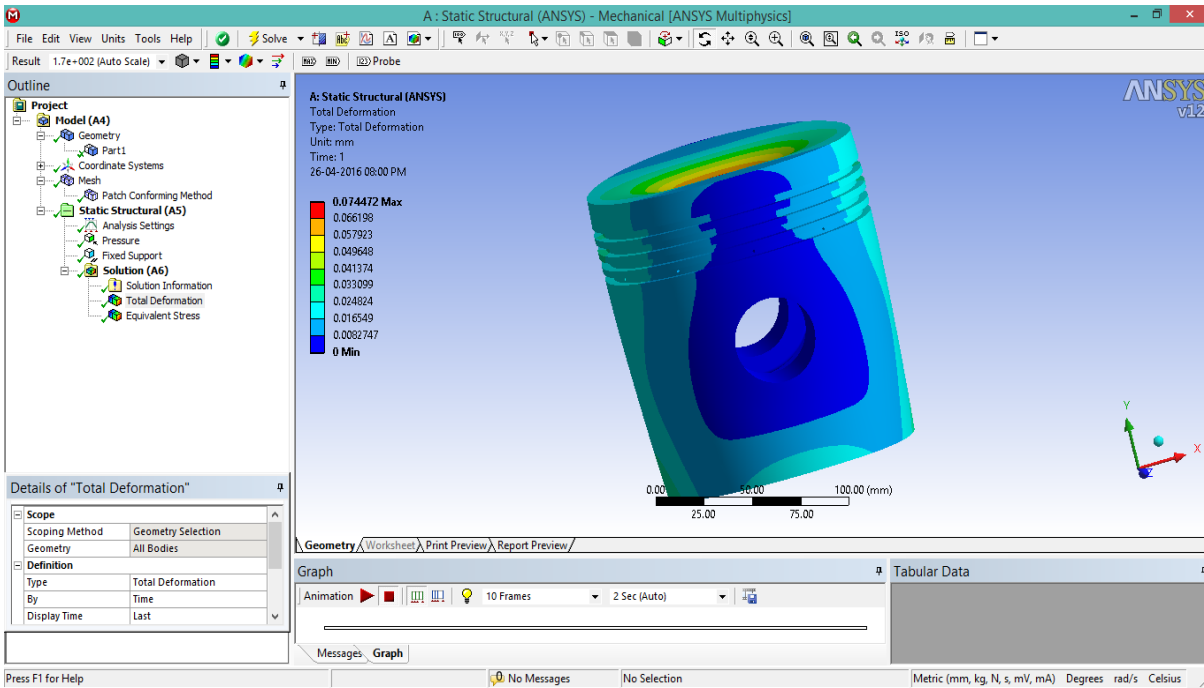 A : Static Structural (ANSYS) - Mechanical [ANSYS Multiphysics]
File Edit View Units Tools Help Solve
Result 1.7e+002 (Auto Scale) MAX MIN Probe
Outline
Project
Model (A4)
Geometry
Part1
Coordinate Systems
Mesh
Patch Conforming Method
Static Structural (A5)
Analysis Settings
Pressure
Fixed Support
Solution (A6)
Solution Information
Total Deformation
Equivalent Stress
Details of "Total Deformation"
Scope
Scoping Method Geometry Selection
Geometry All Bodies
Definition
Type Total Deformation
By Time
Display Time Last
A: Static Structural (ANSYS)
Total Deformation
Type: Total Deformation
Unit: mm
Time: 1
26-04-2016 08:00 PM
0.074472 Max
0.066198
0.057923
0.049648
0.041374
0.033099
0.024824
0.016549
0.0082747
0 Min
ANSYS
v12
Y
X
Z
0.00 50.00 100.00 (mm)
25.00 75.00
Geometry Worksheet Print Preview Report Preview
Graph
Animation 10 Frames 2 Sec (Auto)
Messages Graph
Tabular Data
Press F1 for Help No Messages No Selection Metric (mm, kg, N, s, mV, mA) Degrees rad/s Celsius